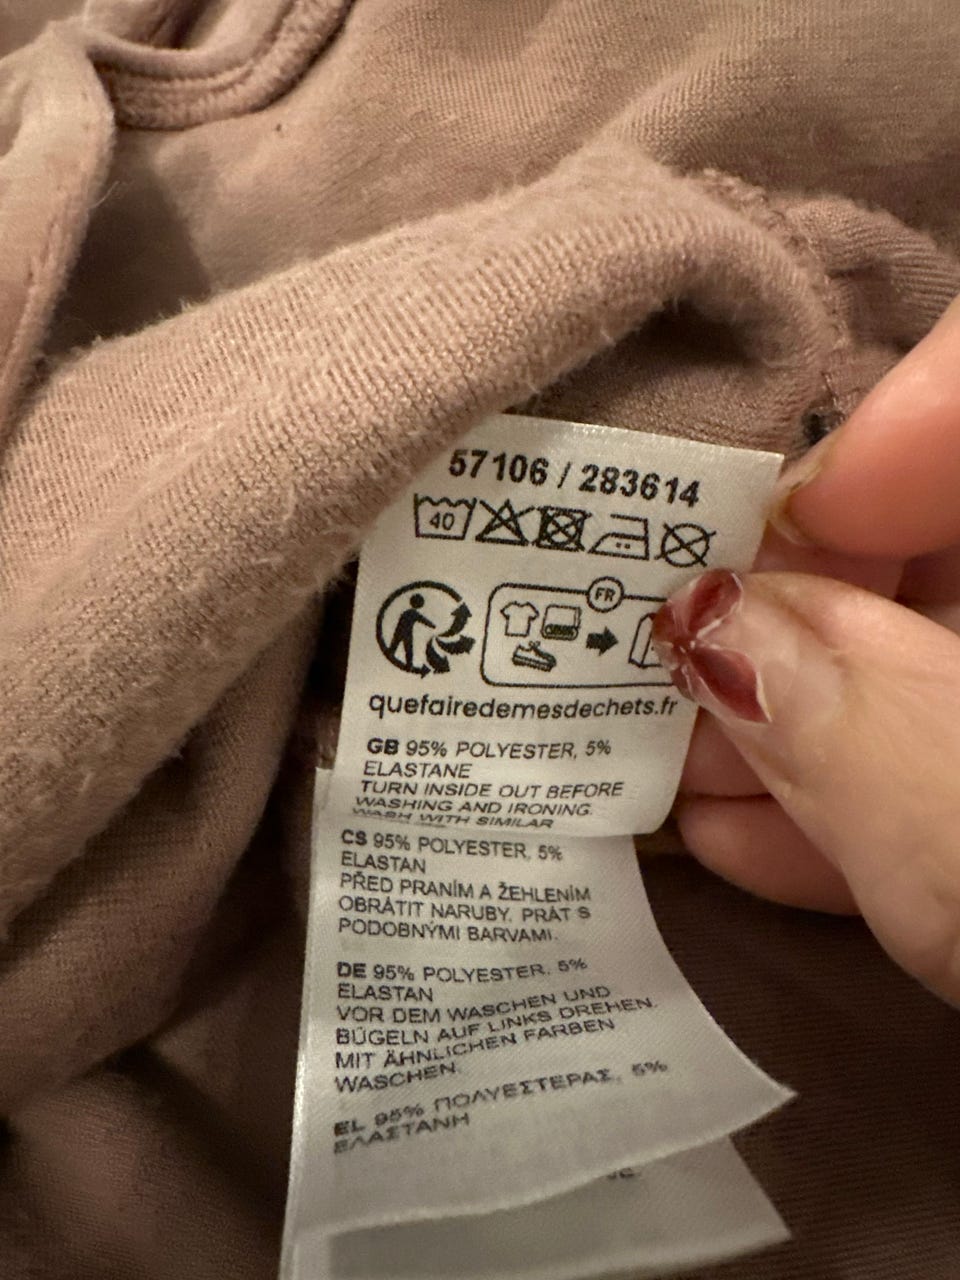 57106 / 283614
40
FR
quefairedemesdechets.fr
GB 95% POLYESTER, 5%
ELASTANE
TURN INSIDE OUT BEFORE
WASHING AND IRONING.
WASH WITH SIMILAR
CS 95% POLYESTER, 5%
ELASTAN
PŘED PRANÍM A ŽEHLENÍM
OBRÁTIT NARUBY. PRÁT S
PODOBNÝMI BARVAMI.
DE 95% POLYESTER, 5%
ELASTAN
VOR DEM WASCHEN UND
BÜGELN AUF LINKS DREHEN.
MIT ÄHNLICHEN FARBEN
WASCHEN.
EL 95% ΠΟΛΥΕΣΤΕΡΑΣ, 5%
ΕΛΑΣΤΑΝΗ